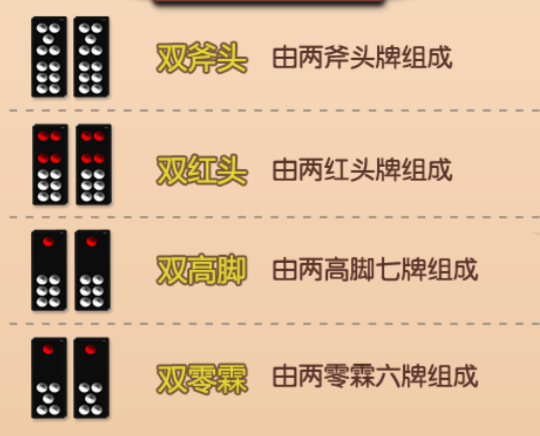 双斧头 由两斧头牌组成
双红头 由两红头牌组成
双高脚 由两高脚七牌组成
双零霖 由两零霖六牌组成